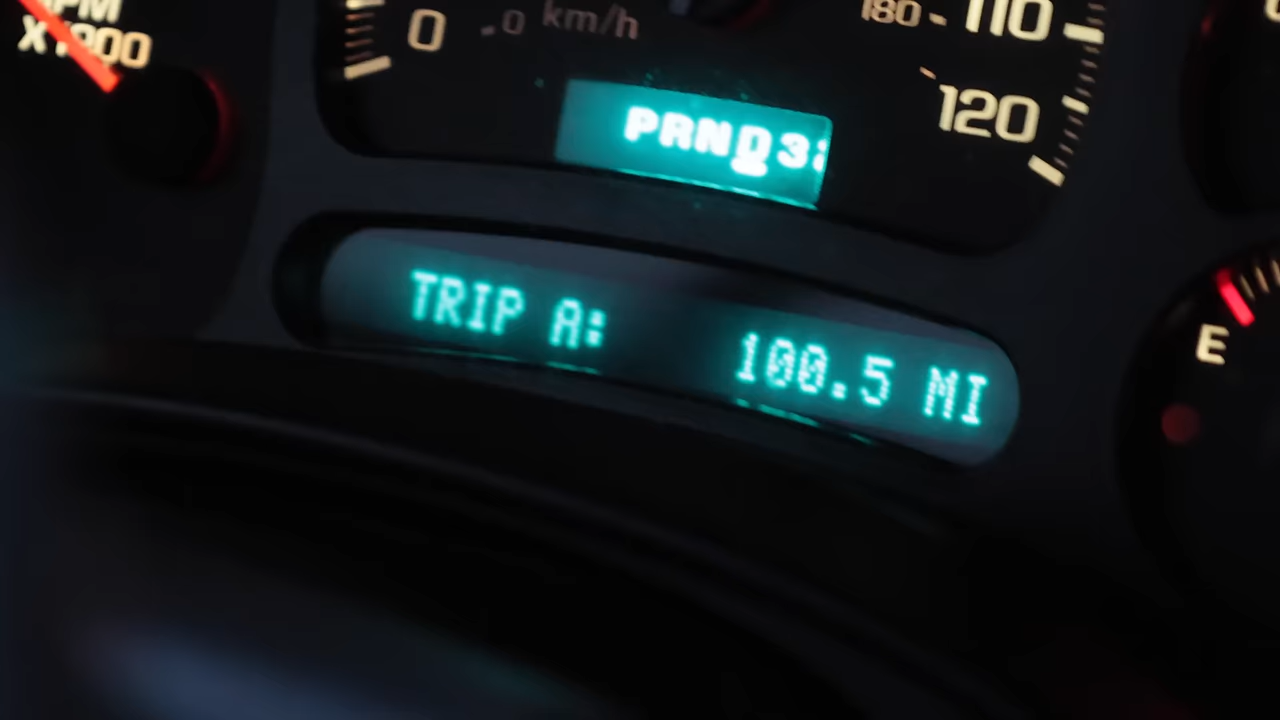 RPM
X1000
0
0 km/h
180
110
120
PRND3
TRIP A: 100.5 MI
E